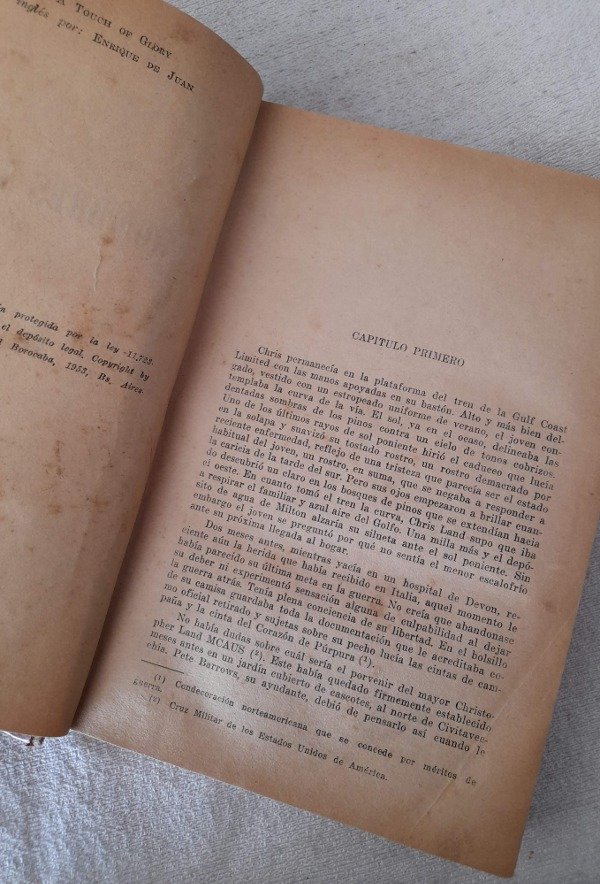 A TOUCH OF GLORY
inglés por: ENRIQUE DE JUAN
protegida por la ley 11.723.
el depósito legal. Copyright by
Borocaba, 1953. Bs. Aires.
CAPITULO PRIMERO
Chris permanecía en la plataforma del tren de la Gulf Coast
Limited con las manos apoyadas en su bastón. Alto y más bien del-
gado, vestido con un estropeado uniforme de verano, el joven con-
templaba la curva de la vía. El sol, ya en el ocaso, delineaba las
dentadas sombras de los pinos contra un cielo de tonos cobrizos.
Uno de los últimos rayos de sol poniente hirió el caduceo que lucía
en la solapa y suavizó su tostado rostro, un rostro demacrado por
reciente enfermedad, reflejo de una tristeza que parecía ser el estado
habitual del joven, un rostro, en suma, que se negaba a responder a
la caricia de la tarde del sur. Pero sus ojos empezaron a brillar cuan-
do descubrió un claro en los bosques de pinos que se extendían hacia
el oeste. En cuanto tomó el tren la curva, Chris Land supo que iba
a respirar el familiar y azul aire del Golfo. Una milla más y el depó-
sito de agua de Milton alzaría su silueta ante el sol poniente. Sin
embargo el joven se preguntó por qué no sentía el menor escalofrío
ante su próxima llegada al hogar.
Dos meses antes, mientras yacía en un hospital de Devon, re-
ciente aún la herida que había recibido en Italia, aquel momento le
había parecido su última meta en la guerra. No creía que abandonase
su deber ni experimentó sensación alguna de culpabilidad al dejar
la guerra atrás. Tenía plena conciencia de su libertad. En el bolsillo
de su camisa guardaba toda la documentación que le acreditaba co-
mo oficial retirado y sujetas sobre su pecho lucía las cintas de cam-
paña y la cinta del Corazón de Púrpura (¹).
No había dudas sobre cuál sería el porvenir del mayor Christo-
pher Land MCAUS (²). Este había quedado firmemente establecido
meses antes en un jardín cubierto de cascotes, al norte de Civitavec-
chia. Pete Barrows, su ayudante, debió de pensarlo así cuando le
(¹) Condecoración norteamericana que se concede por méritos de
guerra.
(²) Cruz Militar de los Estados Unidos de América.